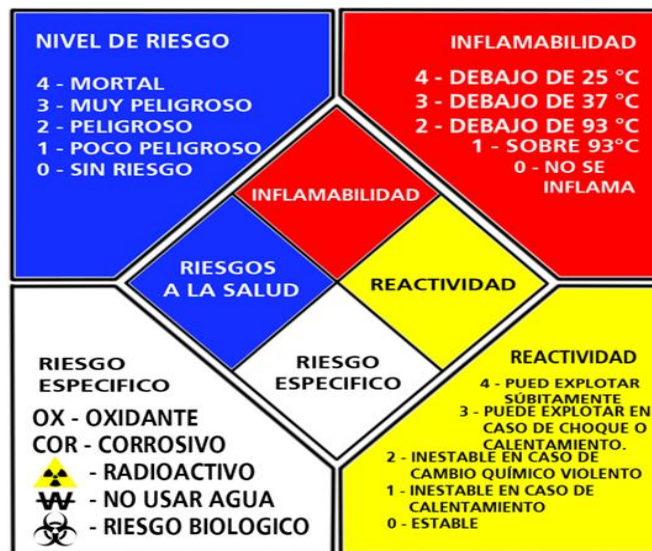 NIVEL DE RIESGO
4 - MORTAL
3 - MUY PELIGROSO
2 - PELIGROSO
1 - POCO PELIGROSO
0 - SIN RIESGO
INFLAMABILIDAD
4 - DEBAJO DE 25 °C
3 - DEBAJO DE 37 °C
2 - DEBAJO DE 93 °C
1 - SOBRE 93°C
0 - NO SE
INFLAMA
INFLAMABILIDAD
RIESGOS
A LA SALUD
REACTIVIDAD
RIESGO
ESPECIFICO
RIESGO
ESPECIFICO
OX - OXIDANTE
COR - CORROSIVO
- RADIOACTIVO
W - NO USAR AGUA
- RIESGO BIOLOGICO
REACTIVIDAD
4 - PUED EXPLOTAR
SÚBITAMENTE
3 - PUEDE EXPLOTAR EN
CASO DE CHOQUE O
CALENTAMIENTO.
2 - INESTABLE EN CASO DE
CAMBIO QUÍMICO VIOLENTO
1 - INESTABLE EN CASO DE
CALENTAMIENTO
0 - ESTABLE